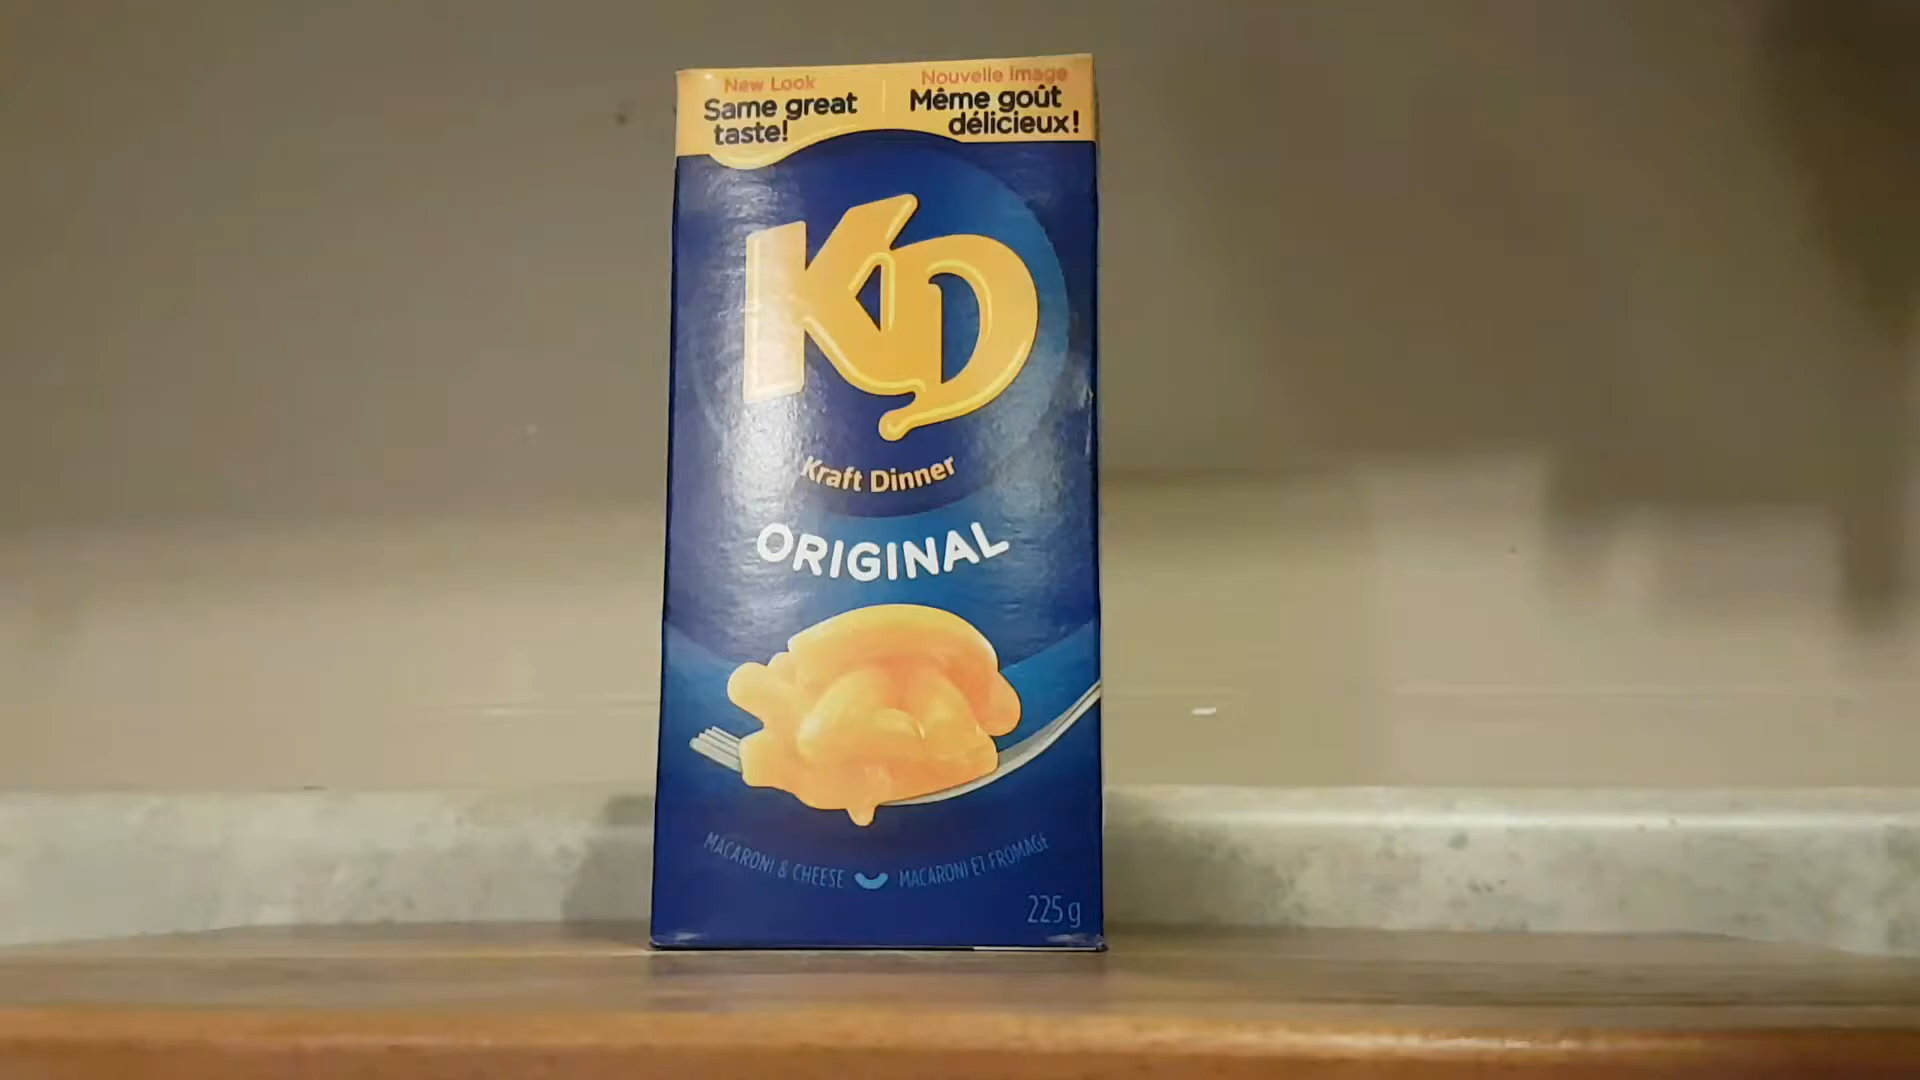 New Look
Same great
taste!
Nouvelle image
Même goût
délicieux!
KD
Kraft Dinner
ORIGINAL
MACARONI & CHEESE
MACARONI ET FROMAGE
225 g